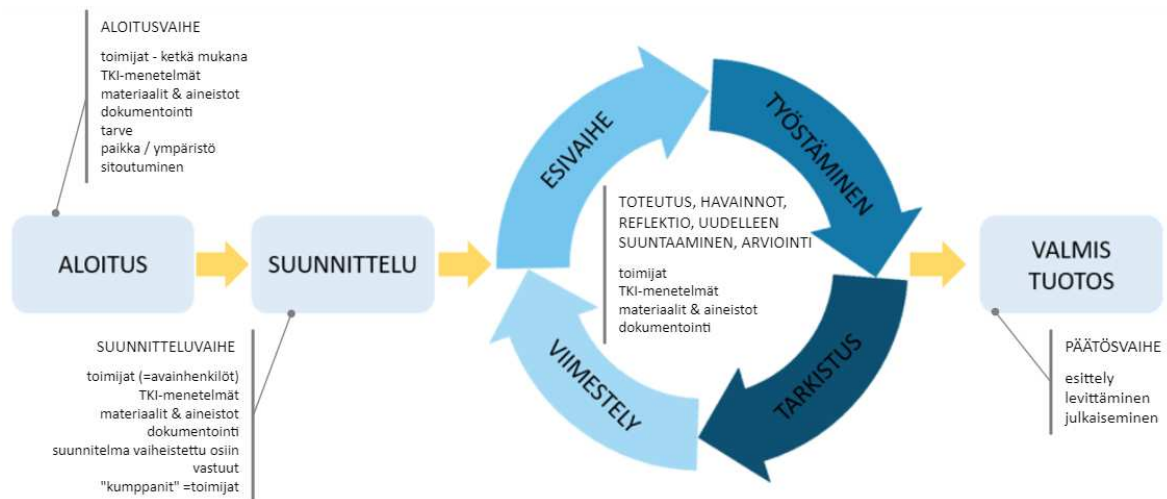 ALOITUSVAIHE
toimijat - ketkä mukana
TKI-menetelmät
materiaalit & aineistot
dokumentointi
tarve
paikka / ympäristö
sitoutuminen
ALOITUS
SUUNNITTELU
SUUNNITTELUVAIHE
toimijat (=avainhenkilöt)
TKI-menetelmät
materiaalit & aineistot
dokumentointi
suunnitelma vaiheistettu osiin
vastuut
"kumppanit" =toimijat
ESIVAIHE
TYÖSTÄMINEN
TARKISTUS
VIIMESTELY
TOTEUTUS, HAVAINNOT,
REFLEKTIO, UUDELLEEN
SUUNTAAMINEN, ARVIOINTI
toimijat
TKI-menetelmät
materiaalit & aineistot
dokumentointi
VALMIS
TUOTOS
PÄÄTÖSVAIHE
esittely
levittäminen
julkaiseminen